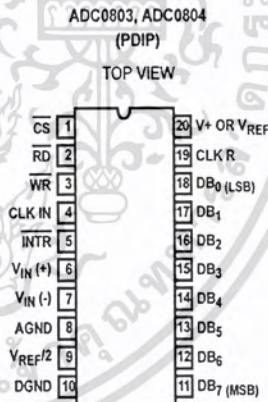 ADC0803, ADC0804
(PDIP)
TOP VIEW
CS 1 20 V+ OR VREF
RD 2 19 CLK R
WR 3 18 DB0 (LSB)
CLK IN 4 17 DB1
INTR 5 16 DB2
VIN (+) 6 15 DB3
VIN (-) 7 14 DB4
AGND 8 13 DB5
VREF/2 9 12 DB6
DGND 10 11 DB7 (MSB)